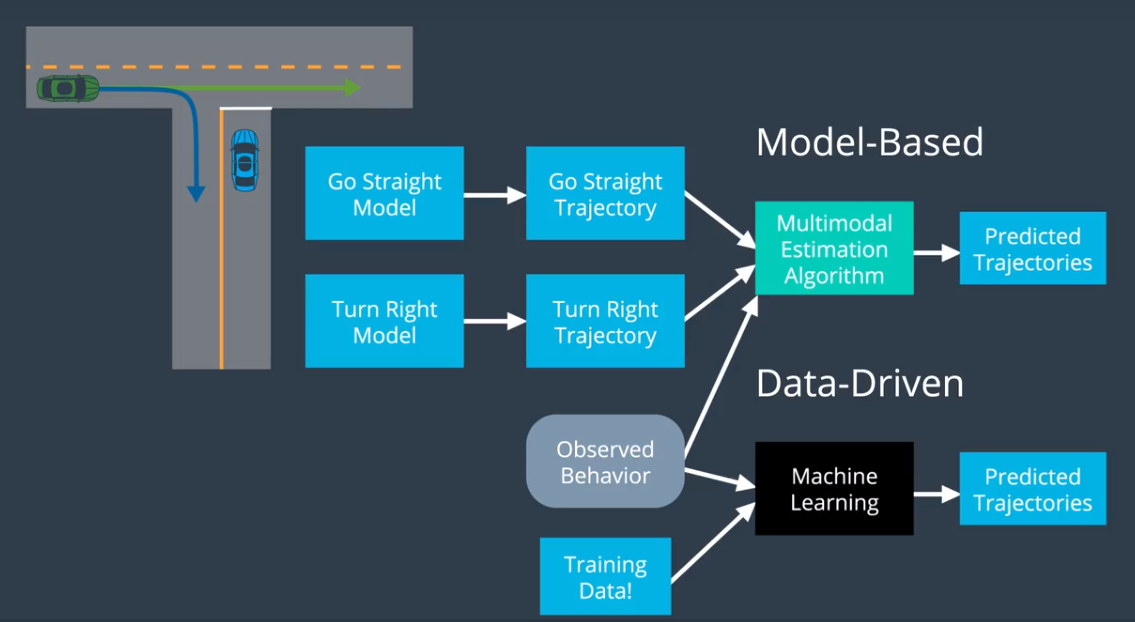 Model-Based
Go Straight
Model
Go Straight
Trajectory
Multimodal
Estimation
Algorithm
Predicted
Trajectories
Turn Right
Model
Turn Right
Trajectory
Data-Driven
Observed
Behavior
Machine
Learning
Predicted
Trajectories
Training
Data!